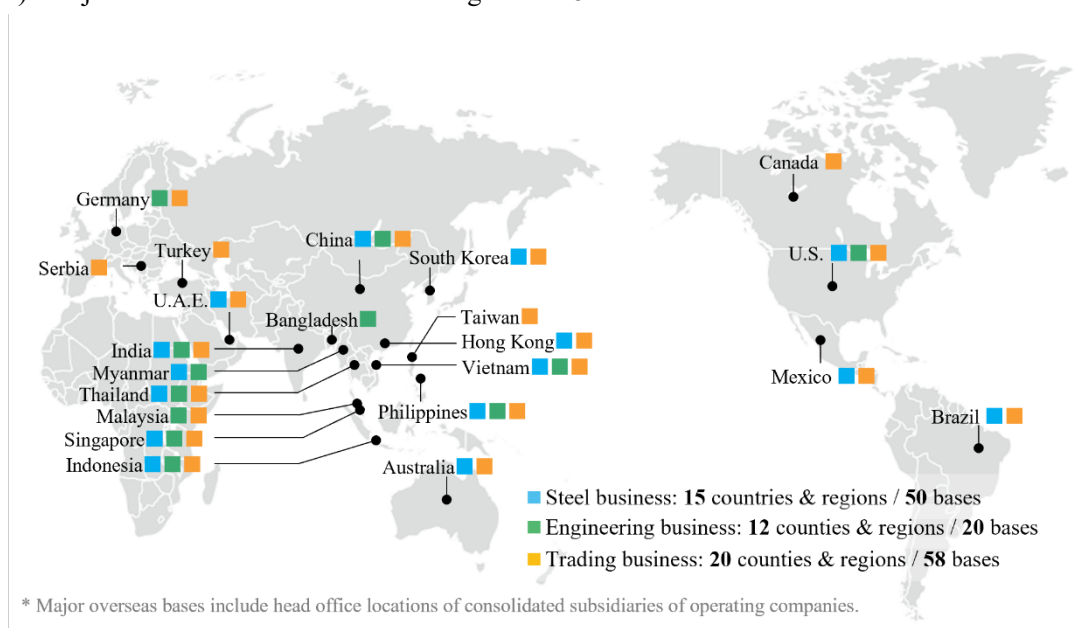 Canada
Germany
China
Turkey
South Korea
U.S.
Serbia
U.A.E.
Bangladesh
Taiwan
India
Hong Kong
Myanmar
Vietnam
Thailand
Mexico
Malaysia
Philippines
Brazil
Singapore
Indonesia
Australia
Steel business: 15 countries & regions / 50 bases
Engineering business: 12 counties & regions / 20 bases
Trading business: 20 counties & regions / 58 bases
* Major overseas bases include head office locations of consolidated subsidiaries of operating companies.